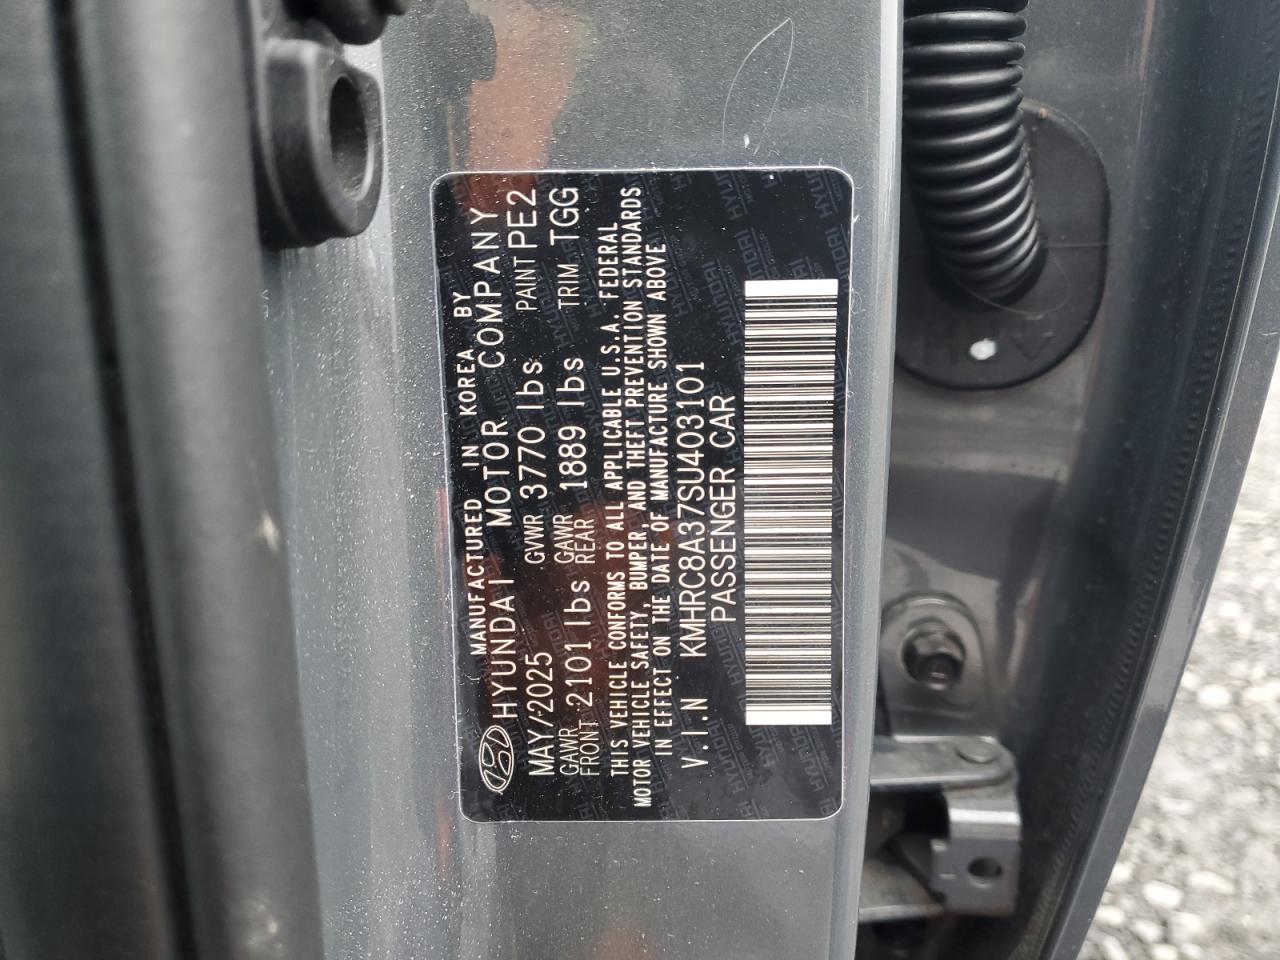 MANUFACTURED IN KOREA BY
HYUNDAI MOTOR COMPANY
MAY/2025 GVWR 3770 lbs PAINT PE2
GAWR FRONT 2101 lbs GAWR REAR 1889 lbs TRIM TGG
THIS VEHICLE CONFORMS TO ALL APPLICABLE U.S.A. FEDERAL
MOTOR VEHICLE SAFETY, BUMPER, AND THEFT PREVENTION STANDARDS
IN EFFECT ON THE DATE OF MANUFACTURE SHOWN ABOVE
V.I.N KMHRC8A37SU403101
PASSENGER CAR